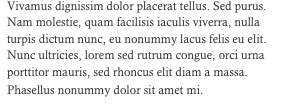 Vivamus dignissim dolor placerat tellus. Sed purus.
Nam molestie, quam facilisis iaculis viverra, nulla
turpis dictum nunc, eu nonummy lacus felis eu elit.
Nunc ultricies, lorem sed rutrum congue, orci urna
porttitor mauris, sed rhoncus elit diam a massa.
Phasellus nonummy dolor sit amet mi.